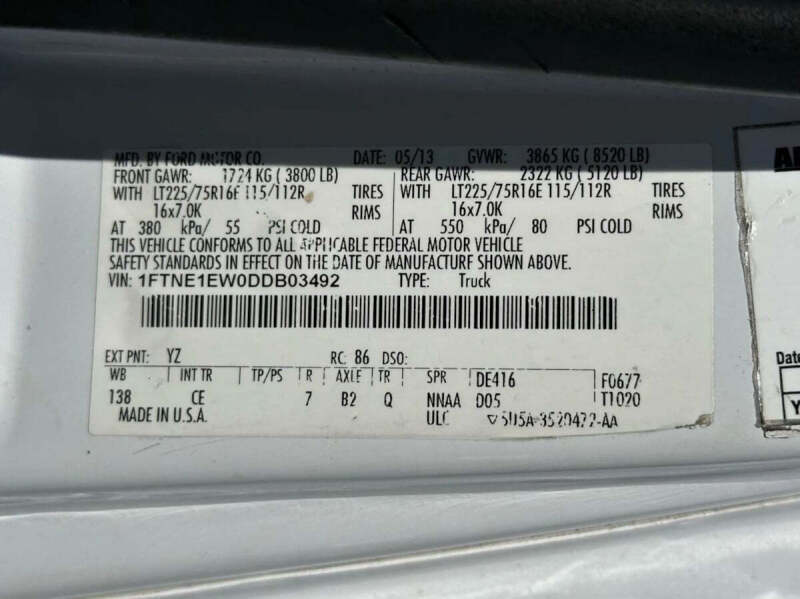 MFD. BY FORD MOTOR CO. DATE: 05/13 GVWR: 3865 KG ( 8520 LB)
FRONT GAWR: 1724 KG ( 3800 LB) REAR GAWR: 2322 KG ( 5120 LB)
WITH LT225/75R16E 115/112R TIRES WITH LT225/75R16E 115/112R TIRES
16x7.0K RIMS 16x7.0K RIMS
AT 380 kPa/ 55 PSI COLD AT 550 kPa/ 80 PSI COLD
THIS VEHICLE CONFORMS TO ALL APPLICABLE FEDERAL MOTOR VEHICLE
SAFETY STANDARDS IN EFFECT ON THE DATE OF MANUFACTURE SHOWN ABOVE.
VIN: 1FTNE1EW0DDB03492 TYPE: Truck
EXT PNT: YZ RC: 86 DSO:
WB INT TR TP/PS R AXLE TR SPR DE416 F0677
138 CE 7 B2 Q NNAA D05 T1020
MADE IN U.S.A. ULC
Date
Y